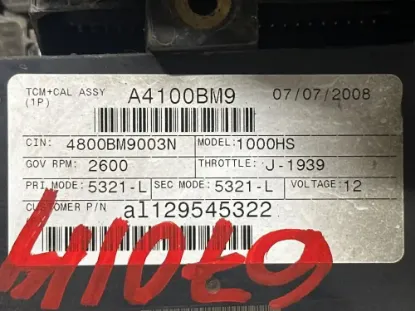 TCM+CAL ASSY A4100BM9 07/07/2008
(1P)
CIN: 4800BM9003N MODEL: 1000HS
GOV RPM: 2600 THROTTLE: J-1939
PRI MODE: 5321-L SEC MODE: 5321-L VOLTAGE: 12
CUSTOMER P/N a1129545322